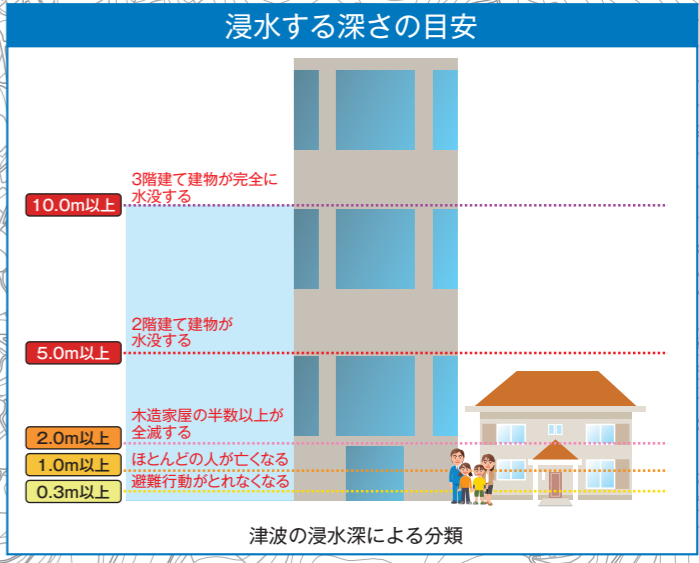 浸水する深さの目安
3階建て建物が完全に
水没する
10.0m以上
2階建て建物が
水没する
5.0m以上
木造家屋の半数以上が
全滅する
2.0m以上
ほとんどの人が亡くなる
1.0m以上
避難行動がとれなくなる
0.3m以上
津波の浸水深による分類